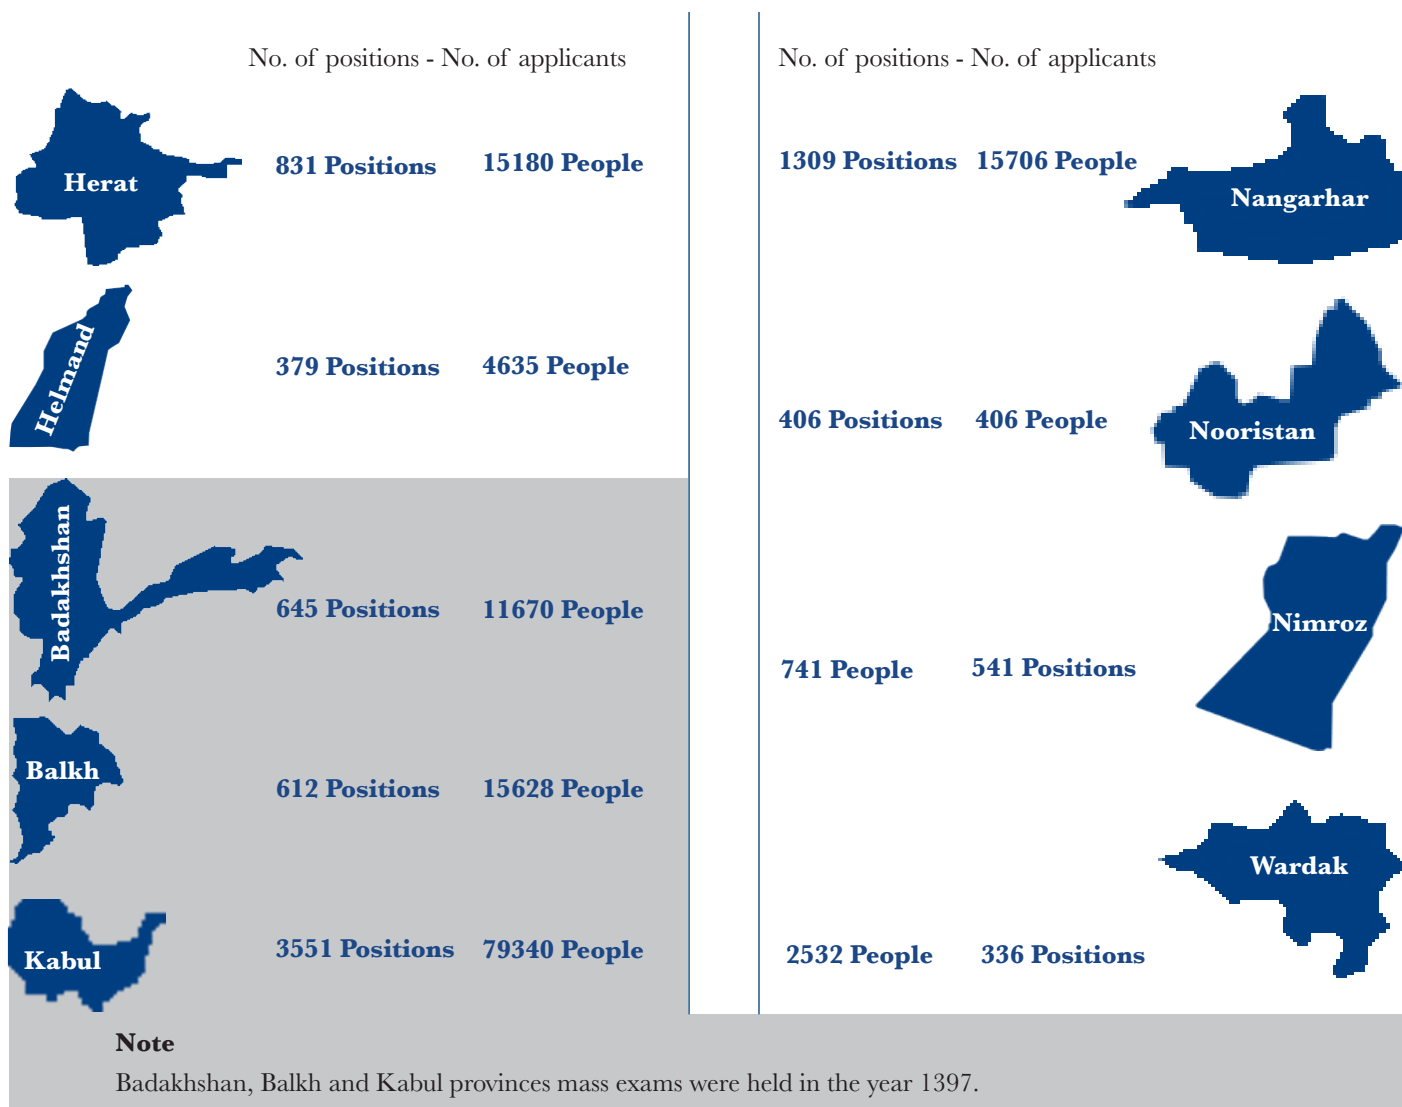 No. of positions - No. of applicants
Herat
831 Positions 15180 People
Helmand
379 Positions 4635 People
Badakhshan
645 Positions 11670 People
Balkh
612 Positions 15628 People
Kabul
3551 Positions 79340 People
No. of positions - No. of applicants
1309 Positions 15706 People
Nangarhar
406 Positions 406 People
Nooristan
Nimroz
741 People 541 Positions
Wardak
2532 People 336 Positions
Note
Badakhshan, Balkh and Kabul provinces mass exams were held in the year 1397.